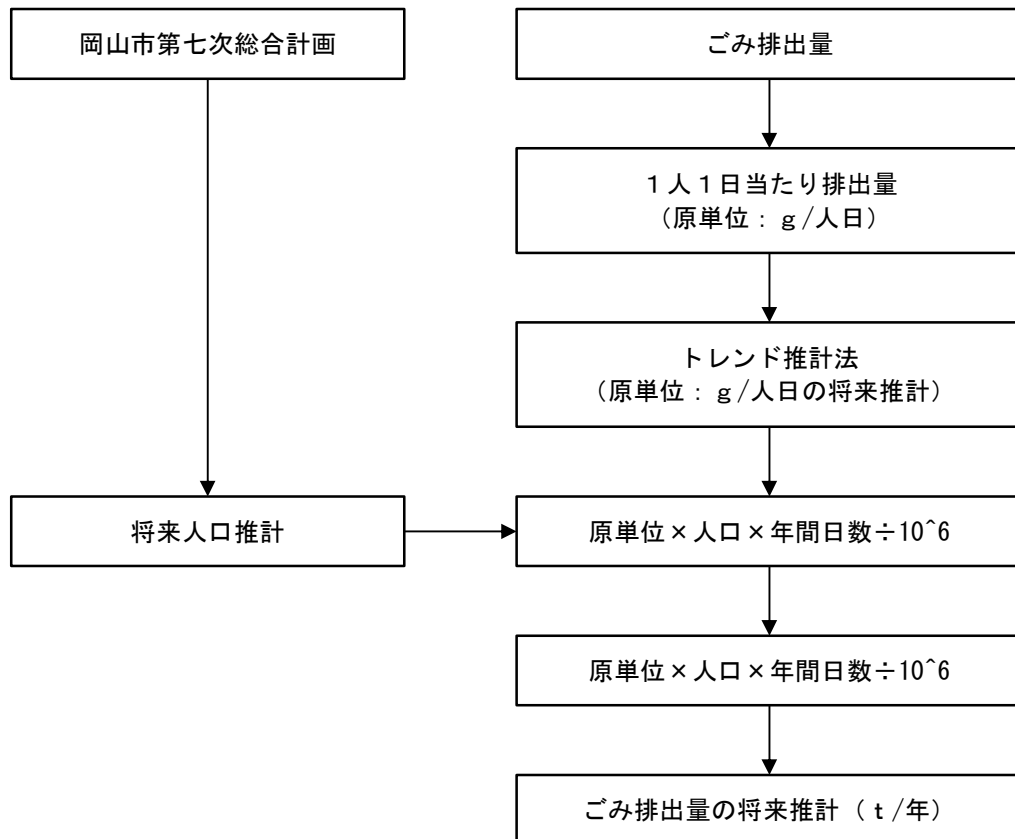 岡山市第七次総合計画
ごみ排出量
１人１日当たり排出量
（原単位：ｇ/人日）
トレンド推計法
（原単位：ｇ/人日の将来推計）
将来人口推計
原単位×人口×年間日数÷10^6
原単位×人口×年間日数÷10^6
ごみ排出量の将来推計（ｔ/年）